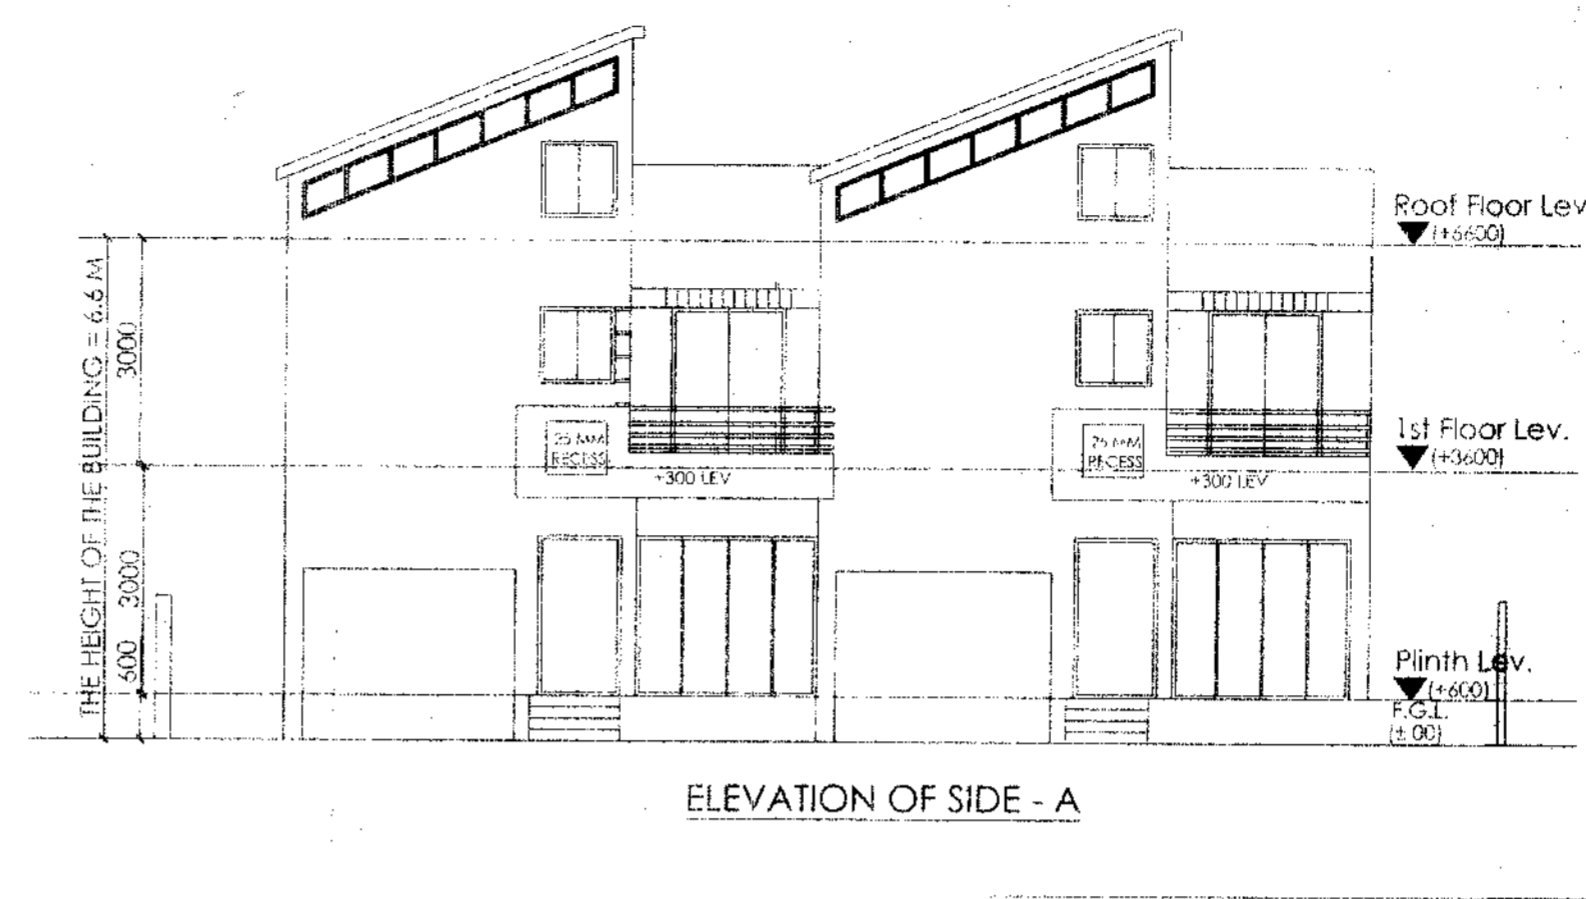 Roof Floor Lev
(+6600)
THE HEIGHT OF THE BUILDING = 6.6 M
3000
1st Floor Lev.
(+3600)
25 MM
RECESS
+300 LEV
25 MM
RECESS
+300 LEV
3000
600
Plinth Lev.
(+600)
F.G.L.
(±00)
ELEVATION OF SIDE - A